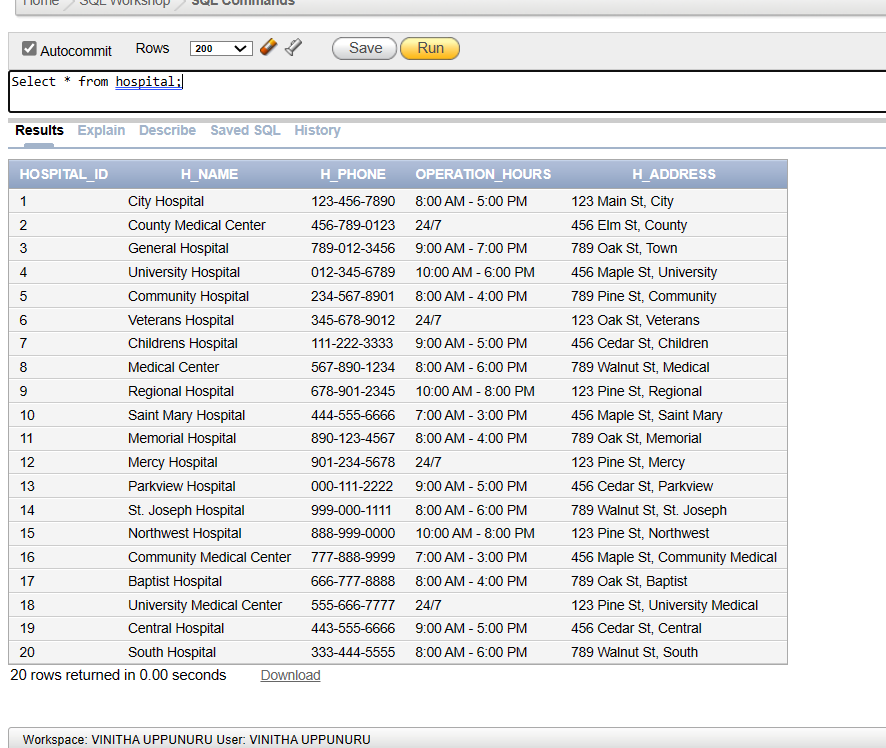 Home SQL Workshop SQL Commands
Autocommit Rows 200 Save Run
Select * from hospital;
Results Explain Describe Saved SQL History
HOSPITAL_ID H_NAME H_PHONE OPERATION_HOURS H_ADDRESS
1 City Hospital 123-456-7890 8:00 AM - 5:00 PM 123 Main St, City
2 County Medical Center 456-789-0123 24/7 456 Elm St, County
3 General Hospital 789-012-3456 9:00 AM - 7:00 PM 789 Oak St, Town
4 University Hospital 012-345-6789 10:00 AM - 6:00 PM 456 Maple St, University
5 Community Hospital 234-567-8901 8:00 AM - 4:00 PM 789 Pine St, Community
6 Veterans Hospital 345-678-9012 24/7 123 Oak St, Veterans
7 Childrens Hospital 111-222-3333 9:00 AM - 5:00 PM 456 Cedar St, Children
8 Medical Center 567-890-1234 8:00 AM - 6:00 PM 789 Walnut St, Medical
9 Regional Hospital 678-901-2345 10:00 AM - 8:00 PM 123 Pine St, Regional
10 Saint Mary Hospital 444-555-6666 7:00 AM - 3:00 PM 456 Maple St, Saint Mary
11 Memorial Hospital 890-123-4567 8:00 AM - 4:00 PM 789 Oak St, Memorial
12 Mercy Hospital 901-234-5678 24/7 123 Pine St, Mercy
13 Parkview Hospital 000-111-2222 9:00 AM - 5:00 PM 456 Cedar St, Parkview
14 St. Joseph Hospital 999-000-1111 8:00 AM - 6:00 PM 789 Walnut St, St. Joseph
15 Northwest Hospital 888-999-0000 10:00 AM - 8:00 PM 123 Pine St, Northwest
16 Community Medical Center 777-888-9999 7:00 AM - 3:00 PM 456 Maple St, Community Medical
17 Baptist Hospital 666-777-8888 8:00 AM - 4:00 PM 789 Oak St, Baptist
18 University Medical Center 555-666-7777 24/7 123 Pine St, University Medical
19 Central Hospital 443-555-6666 9:00 AM - 5:00 PM 456 Cedar St, Central
20 South Hospital 333-444-5555 8:00 AM - 6:00 PM 789 Walnut St, South
20 rows returned in 0.00 seconds Download
Workspace: VINITHA UPPUNURU User: VINITHA UPPUNURU